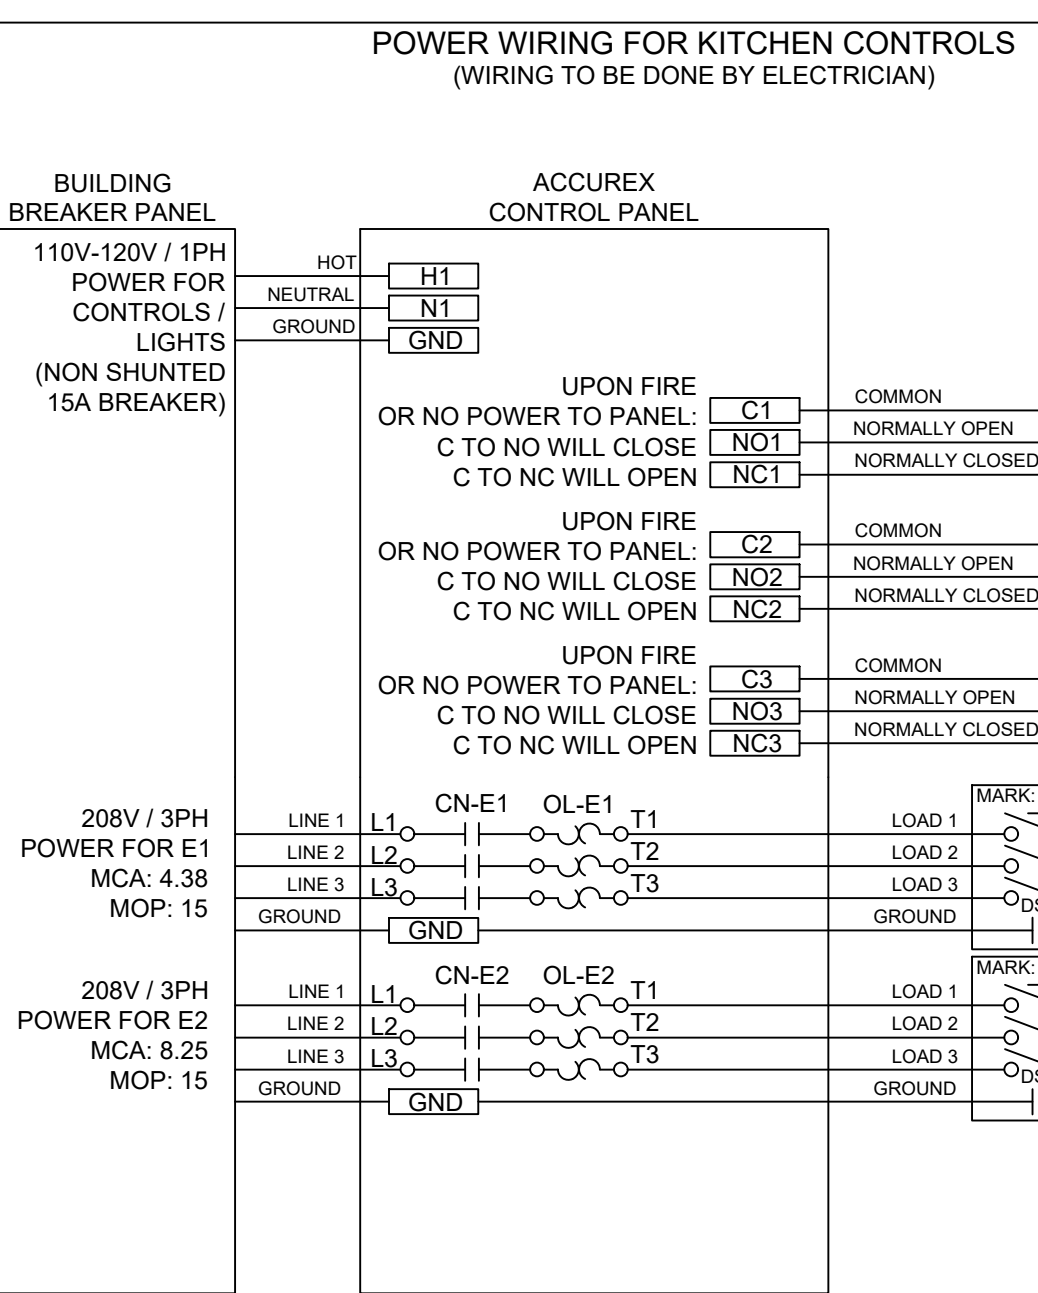 POWER WIRING FOR KITCHEN CONTROLS
(WIRING TO BE DONE BY ELECTRICIAN)
BUILDING
BREAKER PANEL
ACCUREX
CONTROL PANEL
110V-120V / 1PH
POWER FOR
CONTROLS /
LIGHTS
(NON SHUNTED
15A BREAKER)
HOT
NEUTRAL
GROUND
H1
N1
GND
UPON FIRE
OR NO POWER TO PANEL:
C TO NO WILL CLOSE
C TO NC WILL OPEN
C1
NO1
NC1
COMMON
NORMALLY OPEN
NORMALLY CLOSED
UPON FIRE
OR NO POWER TO PANEL:
C TO NO WILL CLOSE
C TO NC WILL OPEN
C2
NO2
NC2
COMMON
NORMALLY OPEN
NORMALLY CLOSED
UPON FIRE
OR NO POWER TO PANEL:
C TO NO WILL CLOSE
C TO NC WILL OPEN
C3
NO3
NC3
COMMON
NORMALLY OPEN
NORMALLY CLOSED
208V / 3PH
POWER FOR E1
MCA: 4.38
MOP: 15
LINE 1
LINE 2
LINE 3
GROUND
L1
L2
L3
GND
CN-E1
OL-E1
T1
T2
T3
LOAD 1
LOAD 2
LOAD 3
GROUND
MARK:
208V / 3PH
POWER FOR E2
MCA: 8.25
MOP: 15
LINE 1
LINE 2
LINE 3
GROUND
L1
L2
L3
GND
CN-E2
OL-E2
T1
T2
T3
LOAD 1
LOAD 2
LOAD 3
GROUND
MARK: